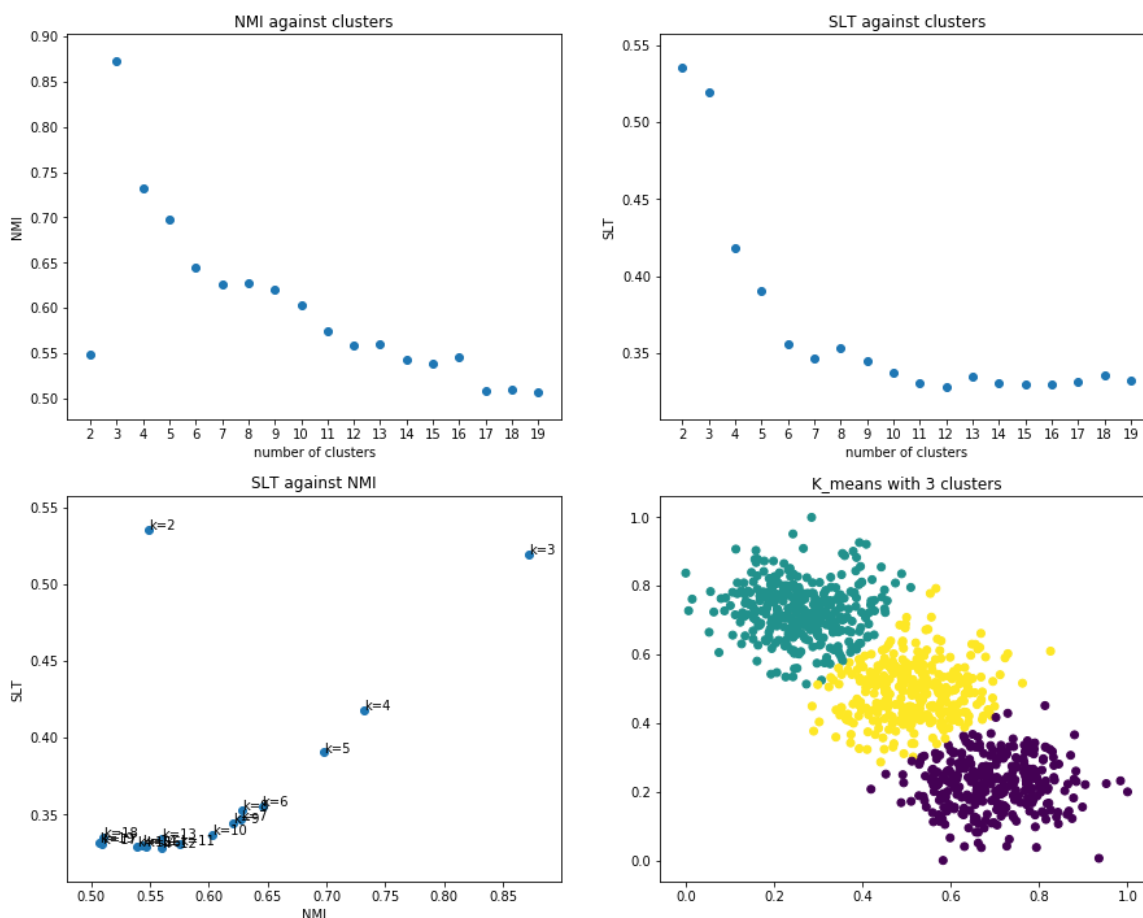 NMI against clusters
0.90
0.85
0.80
0.75
0.70
0.65
0.60
0.55
0.50
NMI
2 3 4 5 6 7 8 9 10 11 12 13 14 15 16 17 18 19
number of clusters
SLT against clusters
0.55
0.50
0.45
0.40
0.35
SLT
2 3 4 5 6 7 8 9 10 11 12 13 14 15 16 17 18 19
number of clusters
SLT against NMI
0.55
0.50
0.45
0.40
0.35
SLT
k=2
k=3
k=4
k=5
k=6
k=10
k=13
k=18
0.50 0.55 0.60 0.65 0.70 0.75 0.80 0.85
NMI
K_means with 3 clusters
1.0
0.8
0.6
0.4
0.2
0.0
0.0 0.2 0.4 0.6 0.8 1.0